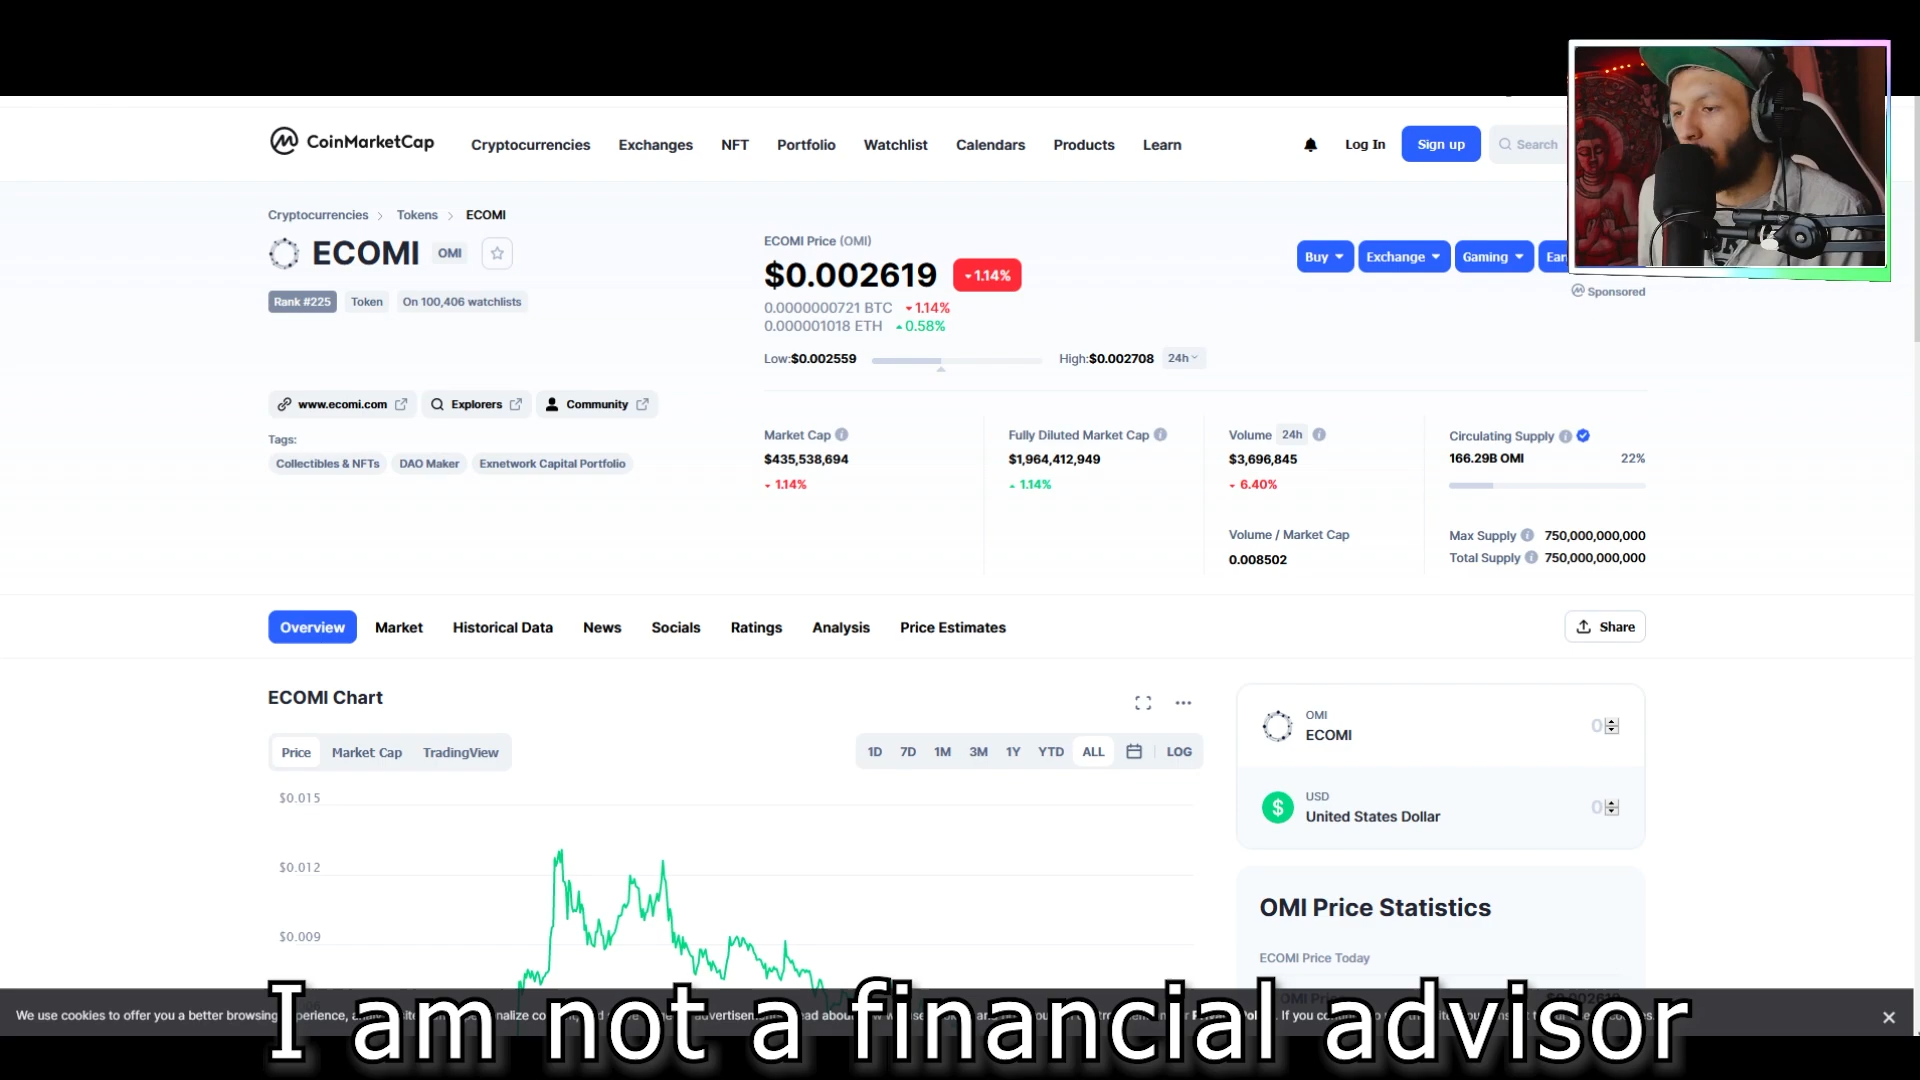 CoinMarketCap Cryptocurrencies Exchanges NFT Portfolio Watchlist Calendars Products Learn Log In Sign up Search
Cryptocurrencies > Tokens > ECOMI
ECOMI OMI
Rank #225 Token On 100,406 watchlists
ECOMI Price (OMI)
$0.002619 1.14%
0.0000000721 BTC 1.14%
0.000001018 ETH 0.58%
Low:$0.002559 High:$0.002708 24h
Buy Exchange Gaming Ear
Sponsored
www.ecomi.com Explorers Community
Tags:
Collectibles & NFTs DAO Maker Exnetwork Capital Portfolio
Market Cap
$435,538,694
1.14%
Fully Diluted Market Cap
$1,964,412,949
1.14%
Volume 24h
$3,696,845
6.40%
Volume / Market Cap
0.008502
Circulating Supply
166.29B OMI 22%
Max Supply 750,000,000,000
Total Supply 750,000,000,000
Overview Market Historical Data News Socials Ratings Analysis Price Estimates Share
ECOMI Chart
Price Market Cap TradingView 1D 7D 1M 3M 1Y YTD ALL LOG
$0.015
$0.012
$0.009
OMI
ECOMI 0
USD
$ United States Dollar 0
OMI Price Statistics
ECOMI Price Today
We use cookies to offer you a better browsing
I am not a financial advisor